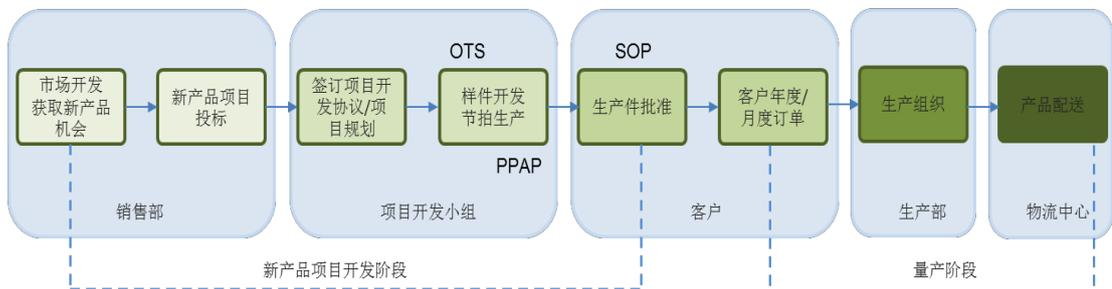 OTS
SOP
市场开发
获取新产品
机会
新产品项目
投标
签订项目开
发协议/项
目规划
样件开发
节拍生产
生产件批准
客户年度/
月度订单
生产组织
产品配送
PPAP
销售部
项目开发小组
客户
生产部
物流中心
新产品项目开发阶段
量产阶段